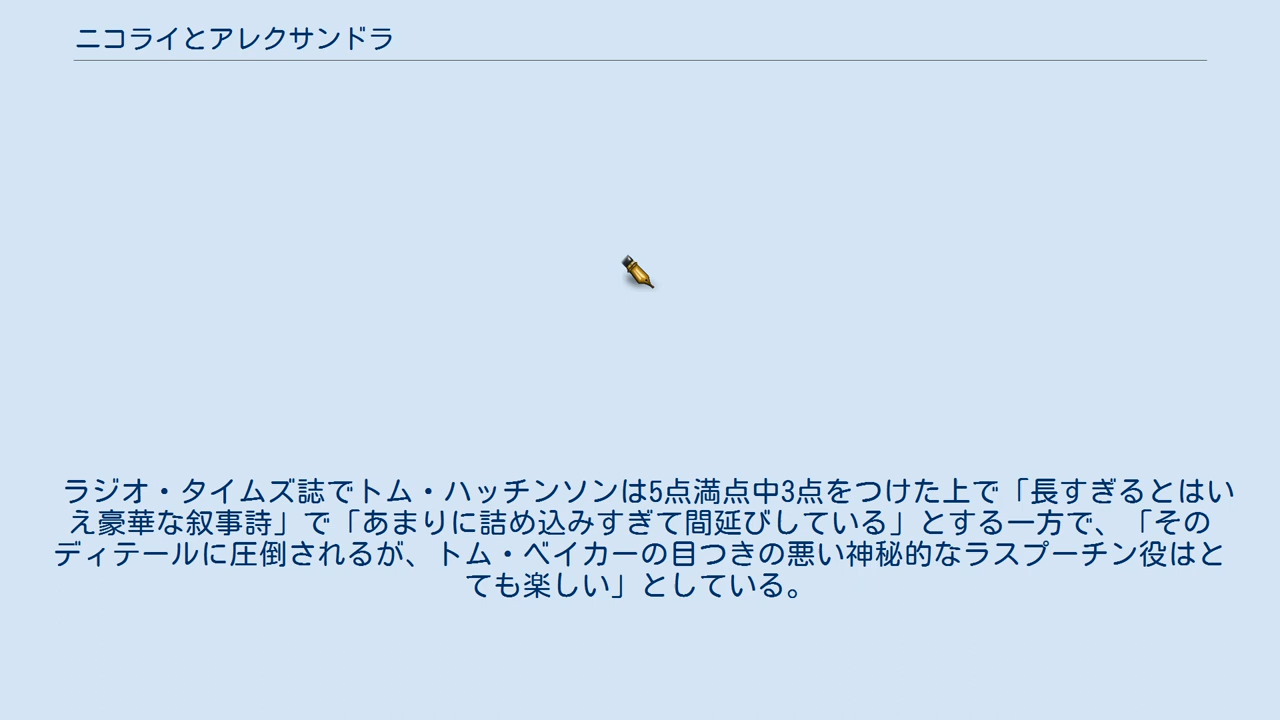 ニコライとアレクサンドラ
ラジオ・タイムズ誌でトム・ハッチンソンは5点満点中3点をつけた上で「長すぎるとはい
え豪華な叙事詩」で「あまりに詰め込みすぎて間延びしている」とする一方で、「その
ディテールに圧倒されるが、トム・ベイカーの目つきの悪い神秘的なラスプーチン役はと
ても楽しい」としている。